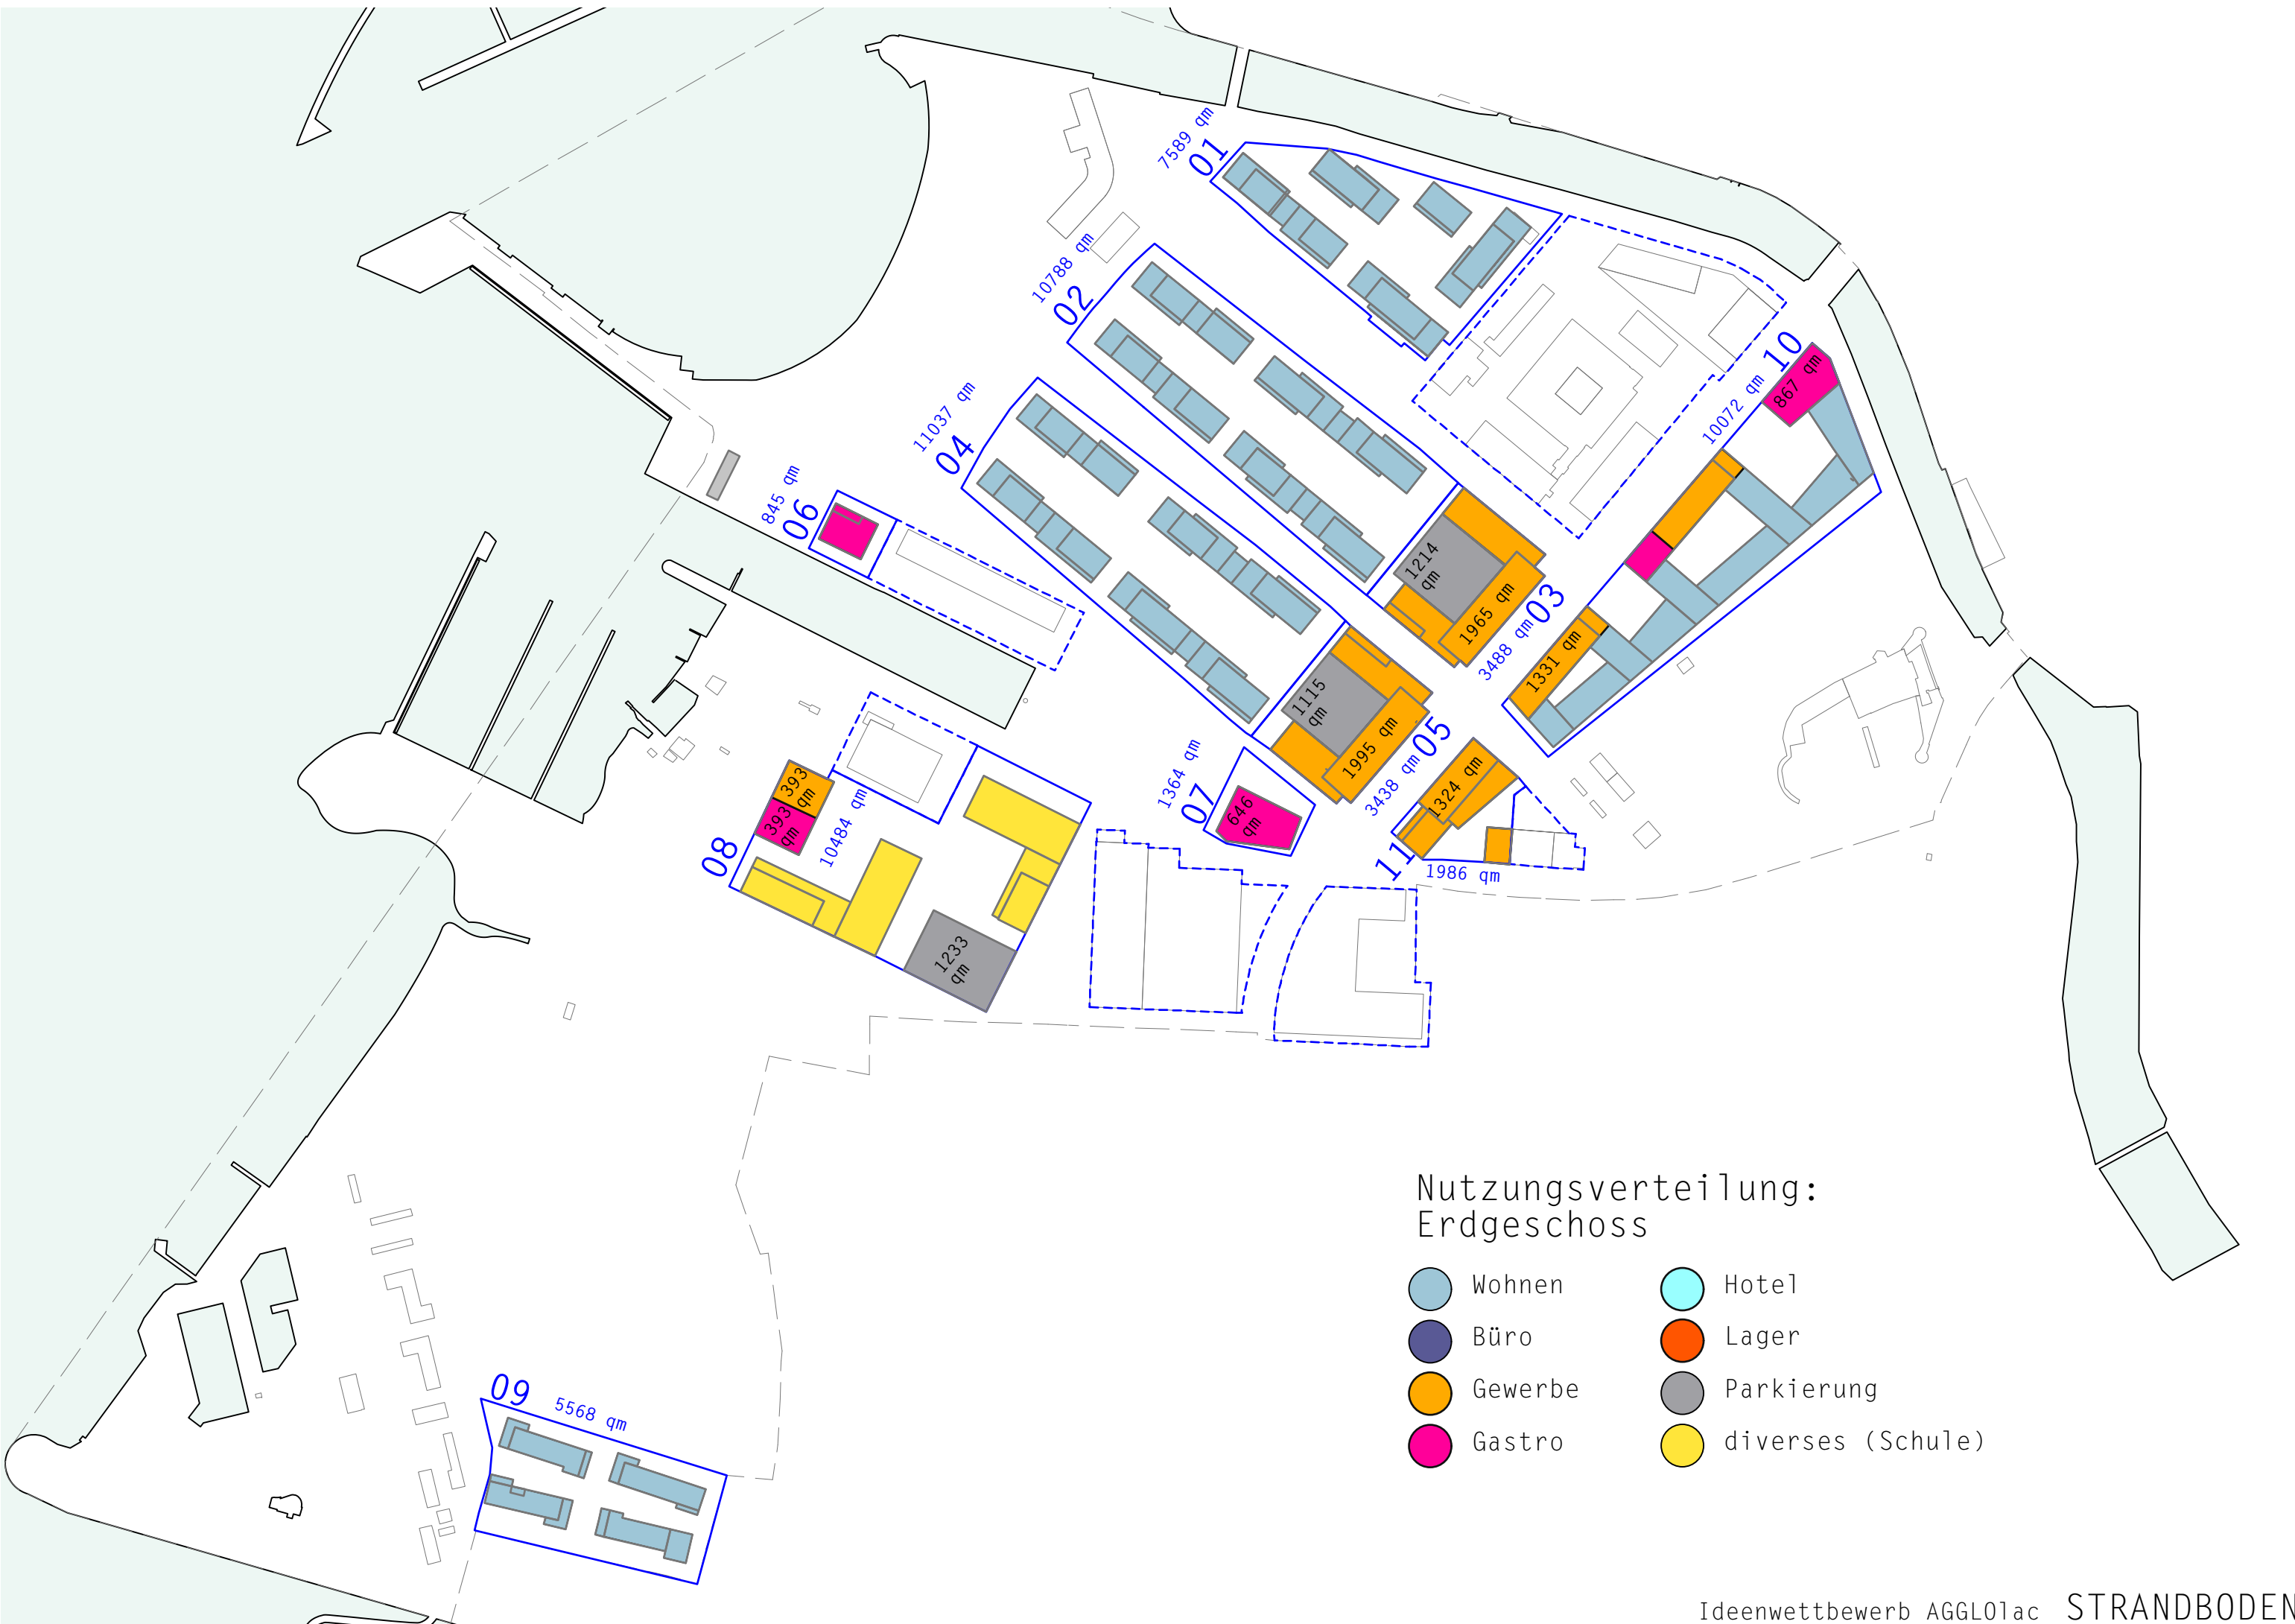 7589 qm
01
10788 qm
02
11037 qm
04
845 qm
06
10072 qm
10
867 qm
1214
qm
1965 qm
3488 qm
03
1331 qm
1115
qm
1995 qm
3438 qm
05
1364 qm
07
646
qm
1324 qm
11
1986 qm
393
qm
393
qm
10484 qm
08
1233
qm
09
5568 qm
Nutzungsverteilung:
Erdgeschoss
Wohnen
Büro
Gewerbe
Gastro
Hotel
Lager
Parkierung
diverses (Schule)
Ideenwettbewerb AGGLOlac STRANDBODEN